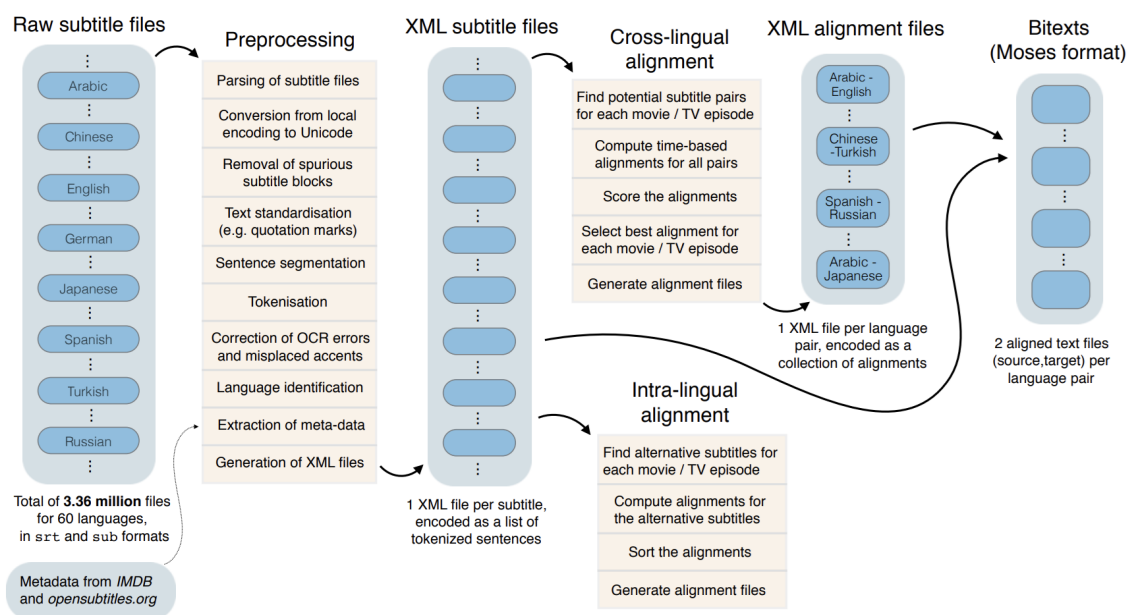 Raw subtitle files
⋮
Arabic
⋮
Chinese
⋮
English
⋮
German
⋮
Japanese
⋮
Spanish
⋮
Turkish
⋮
Russian
⋮
Total of 3.36 million files
for 60 languages,
in srt and sub formats
Metadata from IMDB
and opensubtitles.org
Preprocessing
Parsing of subtitle files
Conversion from local
encoding to Unicode
Removal of spurious
subtitle blocks
Text standardisation
(e.g. quotation marks)
Sentence segmentation
Tokenisation
Correction of OCR errors
and misplaced accents
Language identification
Extraction of meta-data
Generation of XML files
XML subtitle files
⋮
⋮
⋮
⋮
⋮
⋮
⋮
⋮
⋮
1 XML file per subtitle,
encoded as a list of
tokenized sentences
Cross-lingual
alignment
Find potential subtitle pairs
for each movie / TV episode
Compute time-based
alignments for all pairs
Score the alignments
Select best alignment for
each movie / TV episode
Generate alignment files
Intra-lingual
alignment
Find alternative subtitles for
each movie / TV episode
Compute alignments for
the alternative subtitles
Sort the alignments
Generate alignment files
XML alignment files
Arabic -
English
⋮
Chinese
-Turkish
⋮
Spanish -
Russian
⋮
Arabic -
Japanese
1 XML file per language
pair, encoded as a
collection of alignments
Bitexts
(Moses format)
⋮
⋮
⋮
2 aligned text files
(source,target) per
language pair